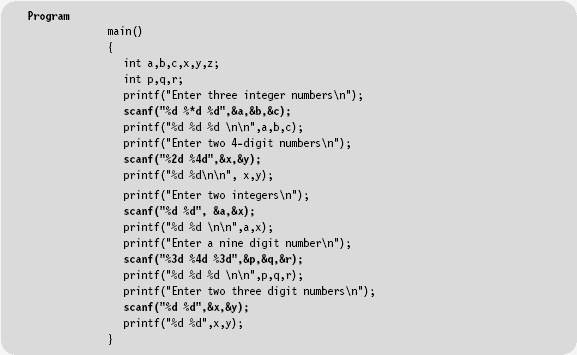 Program
main()
{
int a,b,c,x,y,z;
int p,q,r;
printf("Enter three integer numbers\n");
scanf("%d %*d %d",&a,&b,&c);
printf("%d %d %d \n\n",a,b,c);
printf("Enter two 4-digit numbers\n");
scanf("%2d %4d",&x,&y);
printf("%d %d\n\n", x,y);
printf("Enter two integers\n");
scanf("%d %d", &a,&x);
printf("%d %d \n\n",a,x);
printf("Enter a nine digit number\n");
scanf("%3d %4d %3d",&p,&q,&r);
printf("%d %d %d \n\n",p,q,r);
printf("Enter two three digit numbers\n");
scanf("%d %d",&x,&y);
printf("%d %d",x,y);
}